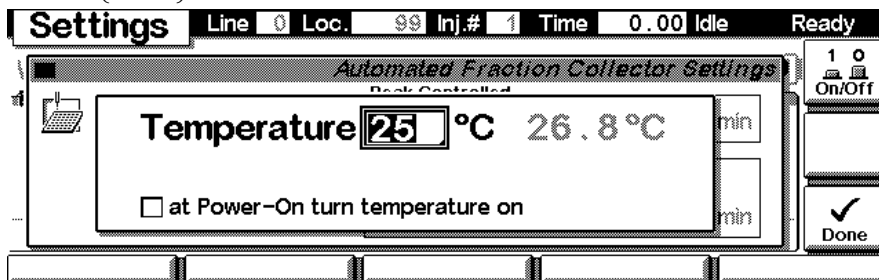 Settings Line 0 Loc. 99 Inj.# 1 Time 0.00 Idle Ready
Automated Fraction Collector Settings
1 0
On/Off
Temperature 25 °C 26.8°C
min
at Power-On turn temperature on
min
Done